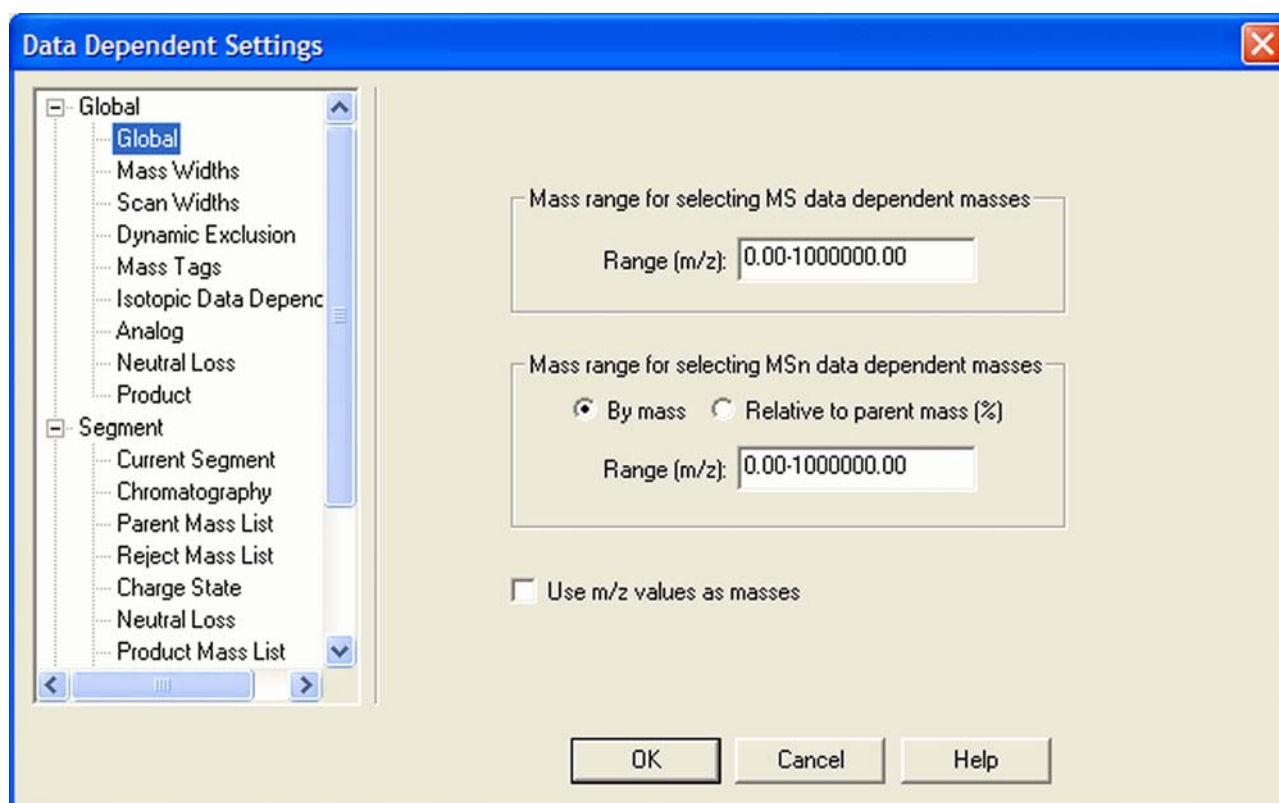 Data Dependent Settings
Global
Global
Mass Widths
Scan Widths
Dynamic Exclusion
Mass Tags
Isotopic Data Depenc
Analog
Neutral Loss
Product
Segment
Current Segment
Chromatography
Parent Mass List
Reject Mass List
Charge State
Neutral Loss
Product Mass List
Mass range for selecting MS data dependent masses
Range (m/z): 0.00-1000000.00
Mass range for selecting MSn data dependent masses
By mass Relative to parent mass (%)
Range (m/z): 0.00-1000000.00
Use m/z values as masses
OK Cancel Help